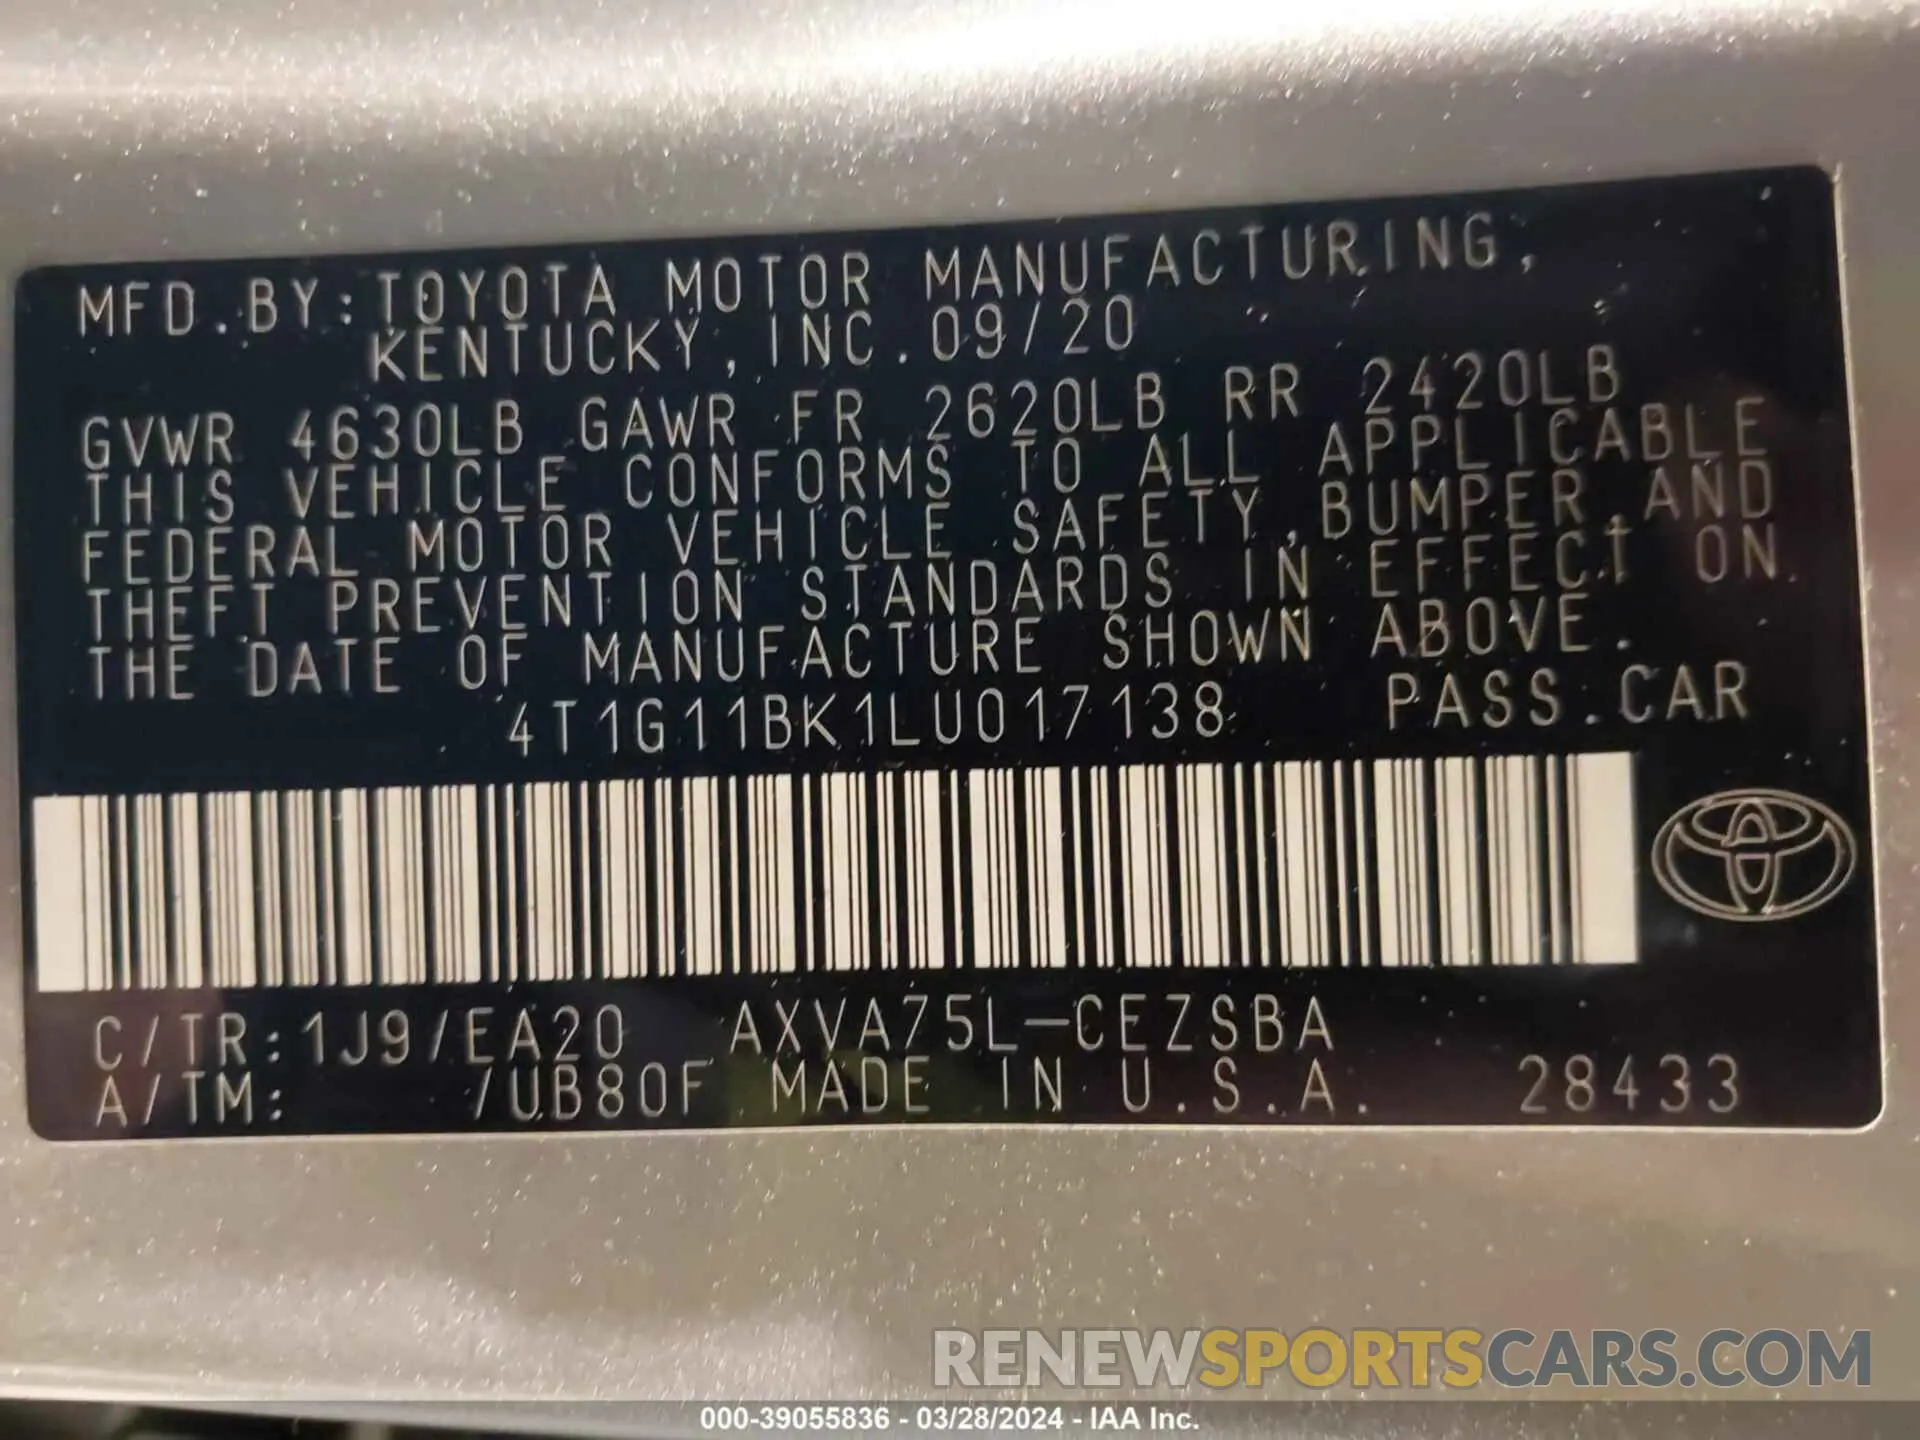 MFD. BY: TOYOTA MOTOR MANUFACTURING,
KENTUCKY, INC. 09/20
GVWR 4630LB GAWR FR 2620LB RR 2420LB
THIS VEHICLE CONFORMS TO ALL APPLICABLE
FEDERAL MOTOR VEHICLE SAFETY, BUMPER, AND
THEFT PREVENTION STANDARDS IN EFFECT ON
THE DATE OF MANUFACTURE SHOWN ABOVE.
4T1G11BK1LU017138 PASS. CAR
C/TR: 1J9/EA20 AXVA75L-CEZSBA
A/TM: /UB80F MADE IN U.S.A. 28433
RENEWSPORTSCARS.COM
000-39055836 - 03/28/2024 - IAA Inc.